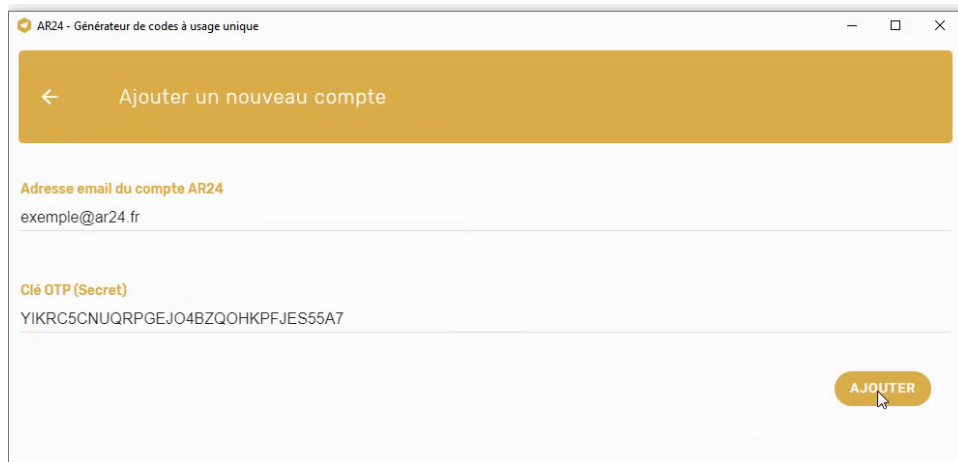 AR24 - Générateur de codes à usage unique
Ajouter un nouveau compte
Adresse email du compte AR24
exemple@ar24.fr
Clé OTP (Secret)
YIKRC5CNUQRPGEJO4BZQOHKPFJES55A7
AJOUTER